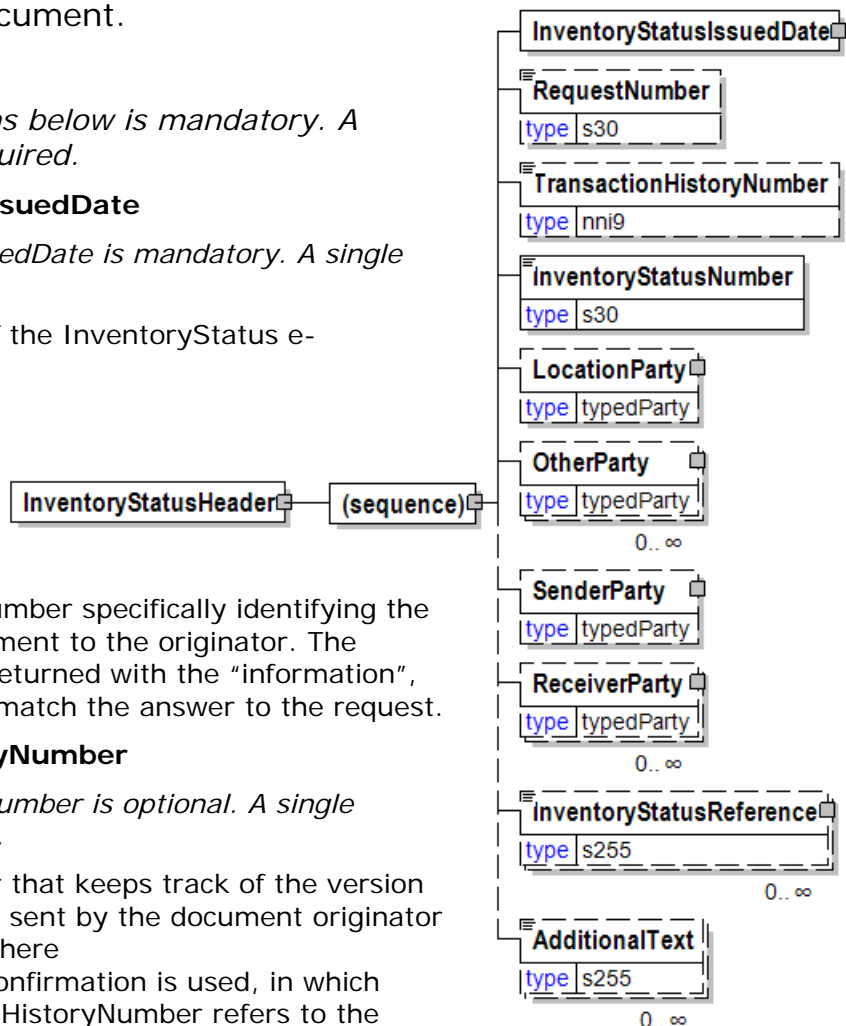 cument.
s below is mandatory. A
uired.
ssuedDate
edDate is mandatory. A single
the InventoryStatus e-
umber specifically identifying the
ment to the originator. The
eturned with the “information”,
match the answer to the request.
yNumber
umber is optional. A single
that keeps track of the version
sent by the document originator
here
onfirmation is used, in which
HistoryNumber refers to the
InventoryStatusHeader
(sequence)
InventoryStatusIssuedDate
RequestNumber
type s30
TransactionHistoryNumber
type nni9
InventoryStatusNumber
type s30
LocationParty
type typedParty
OtherParty
type typedParty
0.. ∞
SenderParty
type typedParty
ReceiverParty
type typedParty
0.. ∞
InventoryStatusReference
type s255
0.. ∞
AdditionalText
type s255
0.. ∞